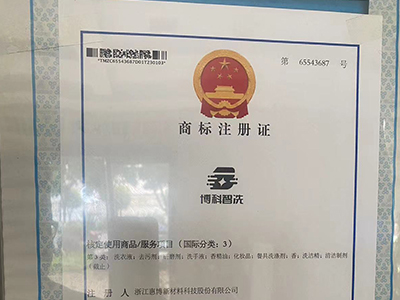 *TMZC65543687D01T230103*
第 65543687 号
商标注册证
博科智洗
核定使用商品/服务项目（国际分类：3）
第3类：洗衣液；去污剂；研磨剂；洗手液；香精油；化妆品；餐具洗涤剂；香；洗洁精；清洁制剂
（截止）
注册人 浙江惠博新材料科技股份有限公司